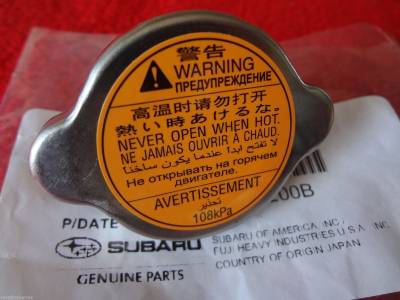 警告
WARNING
ПРЕДУПРЕЖДЕНИЕ
高温时请勿打开
熱い時あけるな。
NEVER OPEN WHEN HOT.
NE JAMAIS OUVRIR À CHAUD.
لا تفتح ابدا عندما يكون ساخنا
Не открывать на горячем
двигателе.
AVERTISSEMENT
تحذير
108kPa
P/DATE
00B
SUBARU
SUBARU OF AMERICA, INC /
FUJI HEAVY INDUSTRIES U.S.A., INC.
COUNTRY OF ORIGIN JAPAN
GENUINE PARTS